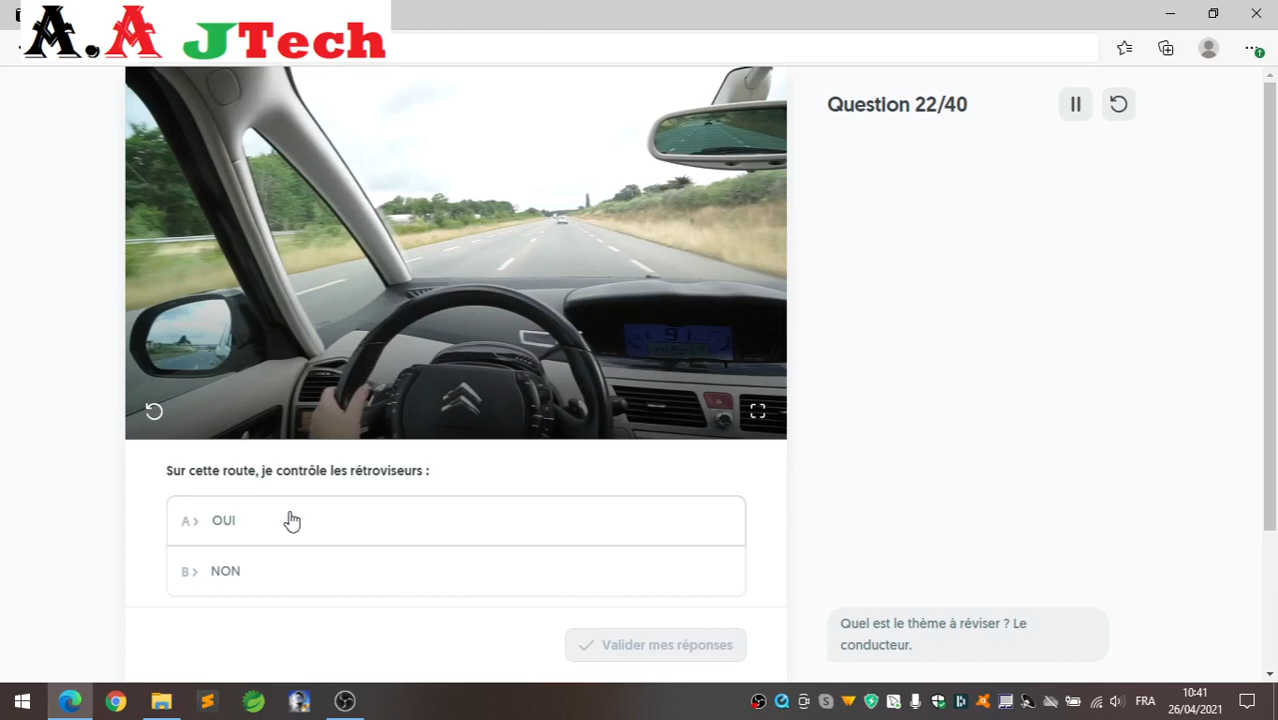 A.A JTech
Question 22/40
91
Sur cette route, je contrôle les rétroviseurs :
A OUI
B NON
Valider mes réponses
Quel est le thème à réviser ? Le
conducteur.
FRA
10:41
26/04/2021